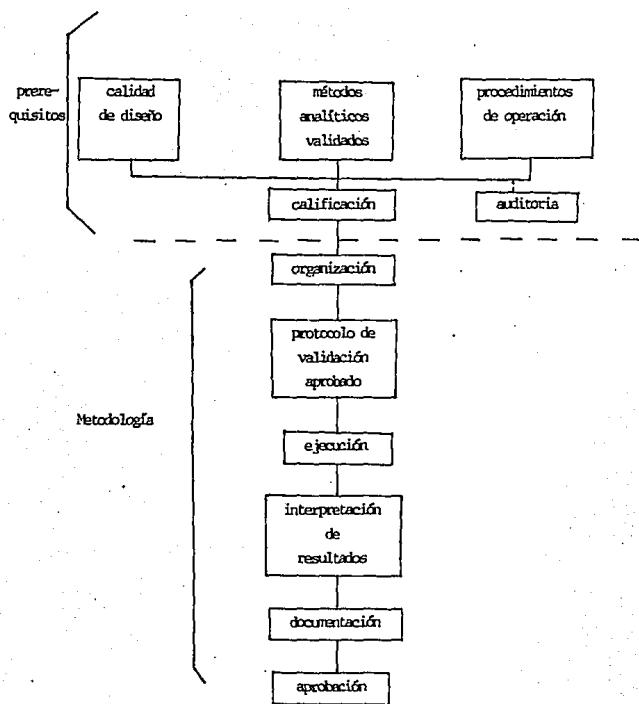 prere-
quisitos
calidad
de diseño
métodos
analíticos
validados
procedimientos
de operación
calificación
auditoria
organización
protocolo de
validación
aprobado
Metodología
ejecución
interpretación
de
resultados
documentación
aprobación